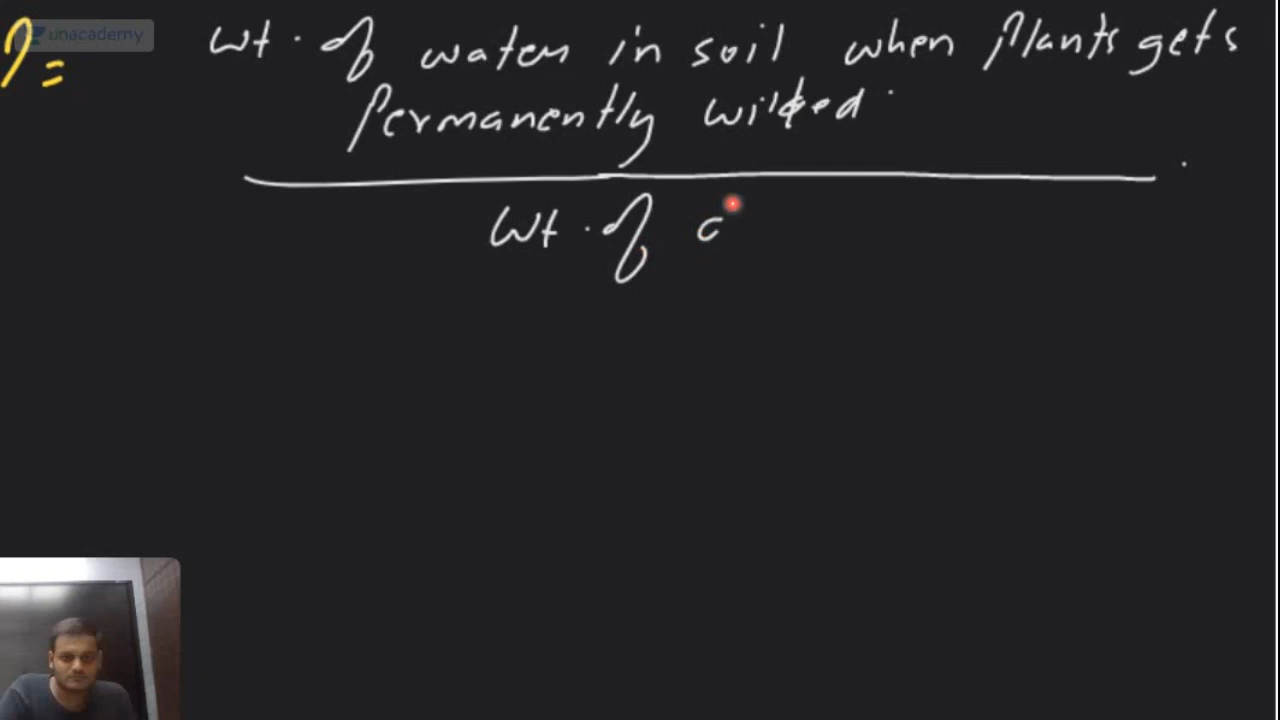 unacademy
=
wt. of water in soil when Plants gets
Permanently wilted.
wt. of